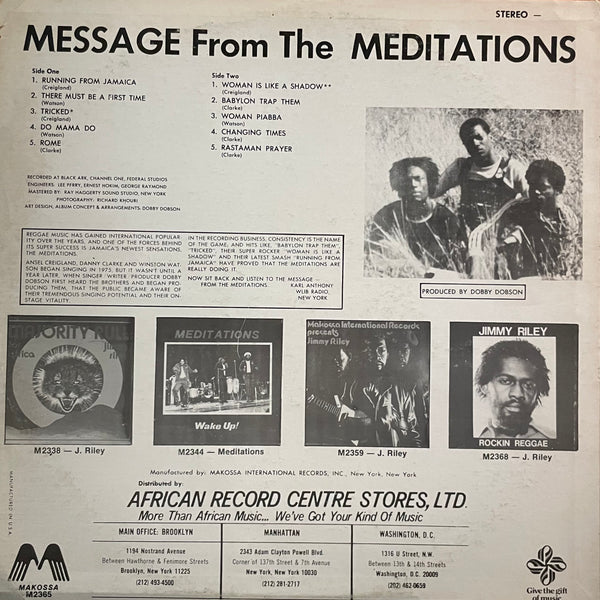 STEREO —
MESSAGE From The MEDITATIONS
Side One
1. RUNNING FROM JAMAICA
(Creigland)
2. THERE MUST BE A FIRST TIME
(Watson)
3. TRICKED*
(Creigland)
4. DO MAMA DO
(Watson)
5. ROME
(Clarke)
Side Two
1. WOMAN IS LIKE A SHADOW**
(Creigland)
2. BABYLON TRAP THEM
(Clarke)
3. WOMAN PIABBA
(Watson)
4. CHANGING TIMES
(Clarke)
5. RASTAMAN PRAYER
(Clarke)
RECORDED AT BLACK ARK, CHANNEL ONE, FEDERAL STUDIOS
ENGINEERS: LEE PERRY, ERNEST HOKIM, GEORGE RAYMOND
MASTERED BY: RAY HAGGERTY SOUND STUDIO, NEW YORK
PHOTOGRAPHY: RICHARD KHOURI
ART DESIGN, ALBUM CONCEPT & ARRANGEMENTS: DOBBY DOBSON
REGGAE MUSIC HAS GAINED INTERNATIONAL POPULAR-
ITY OVER THE YEARS, AND ONE OF THE FORCES BEHIND
ITS SUPER SUCCESS IS JAMAICA'S NEWEST SENSATIONS,
THE MEDITATIONS.
ANSEL CREIGLAND, DANNY CLARKE AND WINSTON WAT-
SON BEGAN SINGING IN 1975, BUT IT WASN'T UNTIL A
YEAR LATER, WHEN SINGER WRITER PRODUCER DOBBY
DOBSON FIRST HEARD THE BROTHERS AND BEGAN PRO-
DUCING THEM, THAT THE PUBLIC BECAME AWARE OF
THEIR TREMENDOUS SINGING POTENTIAL AND THEIR ON-
STAGE VITALITY.
IN THE RECORDING BUSINESS, CONSISTENCY IS THE NAME
OF THE GAME; AND HITS LIKE, "BABYLON TRAP THEM",
"TRICKED", THEIR SUPER ROCKER "WOMAN IS LIKE A
SHADOW" AND THEIR LATEST SMASH "RUNNING FROM
JAMAICA" HAVE PROVED THAT THE MEDITATIONS ARE
REALLY DOING IT.
NOW SIT BACK AND LISTEN TO THE MESSAGE —
FROM THE MEDITATIONS.
KARL ANTHONY
WLIB RADIO,
NEW YORK
PRODUCED BY DOBBY DOBSON
MAJORITY RULE
M2338 — J. Riley
MEDITATIONS
Wake Up!
M2344 — Meditations
Makossa International Records
presents
Jimmy Riley
M2359 — J. Riley
JIMMY RILEY
ROCKIN REGGAE
M2368 — J. Riley
Manufactured by: MAKOSSA INTERNATIONAL RECORDS, INC., New York, New York
Distributed by:
AFRICAN RECORD CENTRE STORES, LTD.
More Than African Music... We've Got Your Kind Of Music
MAIN OFFICE: BROOKLYN
1194 Nostrand Avenue
Between Hawthorne & Fenimore Streets
Brooklyn, New York 11225
(212) 493-4500
MANHATTAN
2343 Adam Clayton Powell Blvd.
Corner of 137th Street & 7th Avenue
New York, New York 10030
(212) 281-2717
WASHINGTON, D.C.
1316 U Street, N.W.
Between 13th & 14th Streets
Washington, D.C. 20009
(202) 462-0659
MANUFACTURED IN U.S.A.
MAKOSSA
M2365
Give the gift
of music